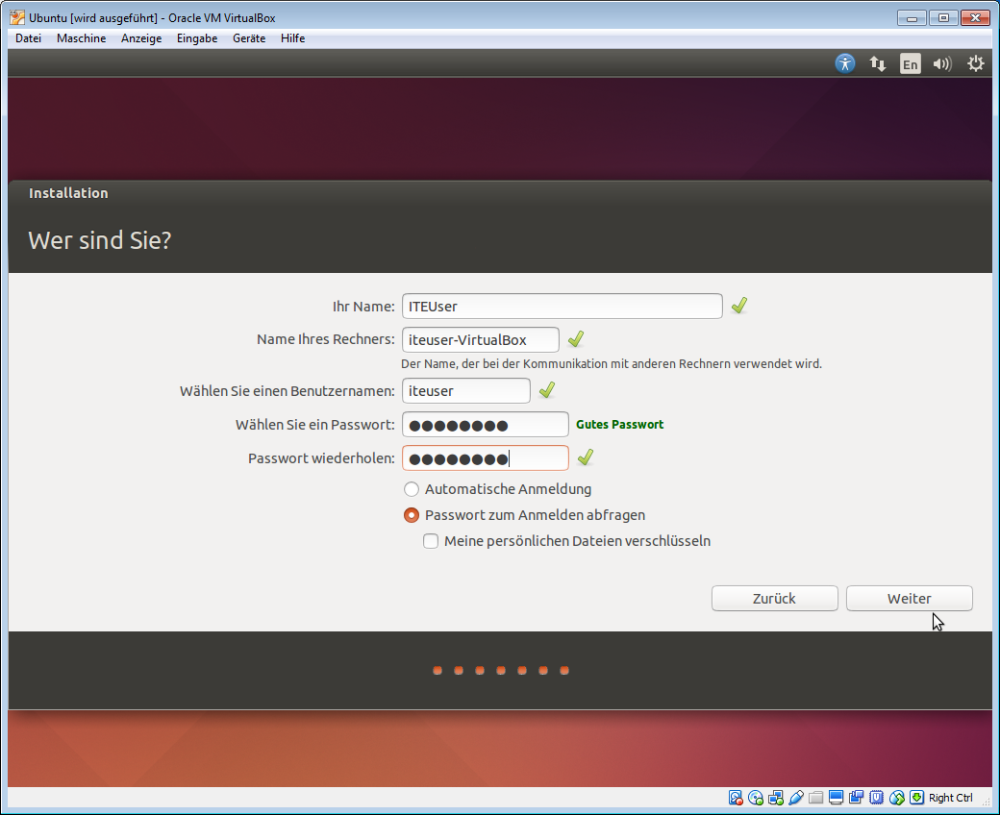 Ubuntu [wird ausgeführt] - Oracle VM VirtualBox
Datei Maschine Anzeige Eingabe Geräte Hilfe
En
Installation
Wer sind Sie?
Ihr Name: ITEUser
Name Ihres Rechners: iteuser-VirtualBox
Der Name, der bei der Kommunikation mit anderen Rechnern verwendet wird.
Wählen Sie einen Benutzernamen: iteuser
Wählen Sie ein Passwort: ●●●●●●●● Gutes Passwort
Passwort wiederholen: ●●●●●●●●
Automatische Anmeldung
Passwort zum Anmelden abfragen
Meine persönlichen Dateien verschlüsseln
Zurück Weiter
Right Ctrl